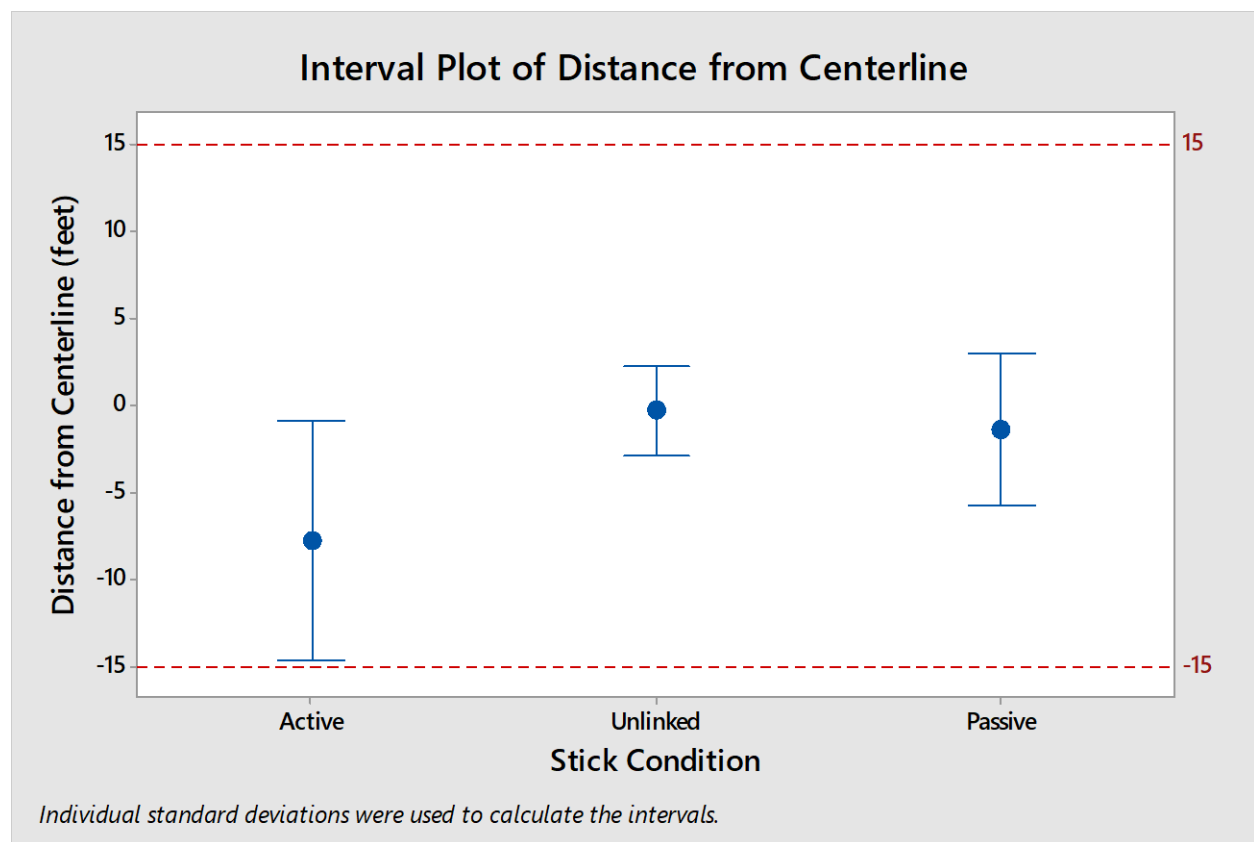 Interval Plot of Distance from Centerline
Distance from Centerline (feet)
15
10
5
0
-5
-10
-15
15
-15
Active
Unlinked
Passive
Stick Condition
Individual standard deviations were used to calculate the intervals.